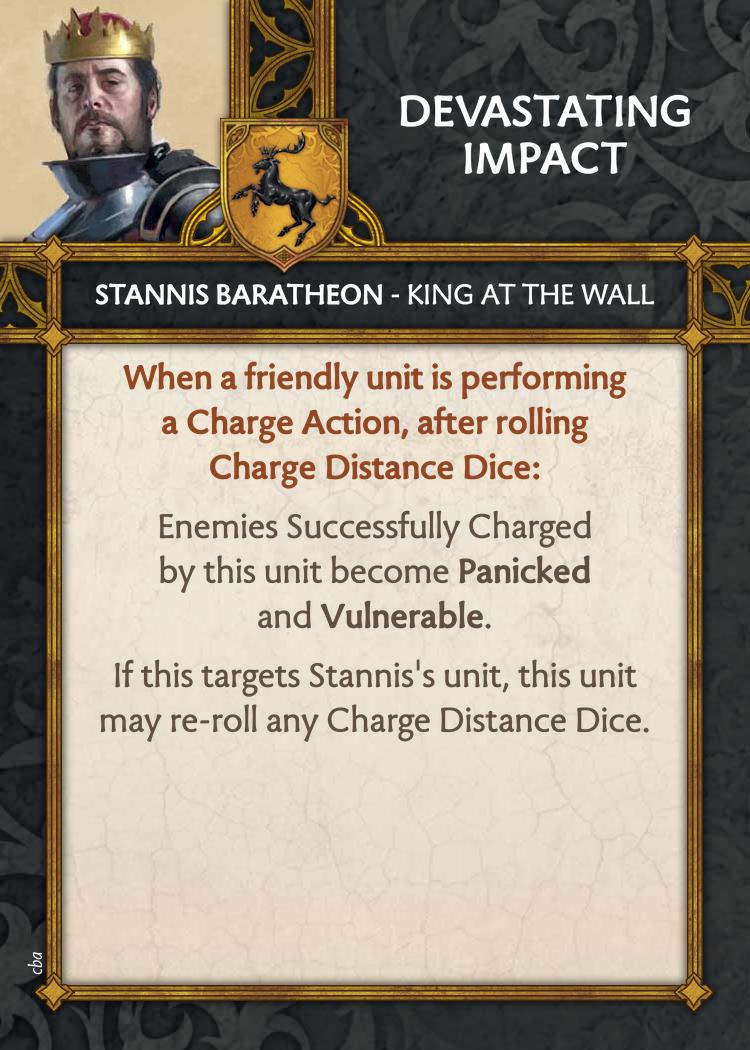 DEVASTATING
IMPACT
STANNIS BARATHEON - KING AT THE WALL
When a friendly unit is performing
a Charge Action, after rolling
Charge Distance Dice:
Enemies Successfully Charged
by this unit become Panicked
and Vulnerable.
If this targets Stannis's unit, this unit
may re-roll any Charge Distance Dice.
cba